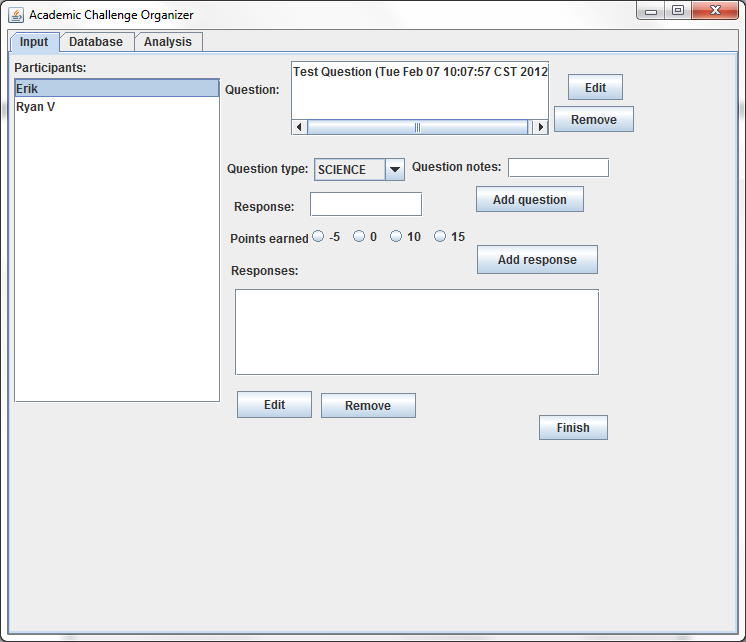 Academic Challenge Organizer
Input Database Analysis
Participants:
Erik
Ryan V
Question:
Test Question (Tue Feb 07 10:07:57 CST 2012
Edit
Remove
Question type: SCIENCE Question notes:
Response:
Add question
Points earned -5 0 10 15
Add response
Responses:
Edit Remove
Finish